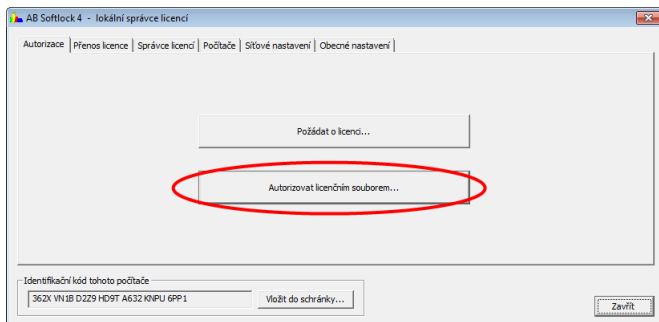 AB Softlock 4 - lokální správce licencí
Autorizace Přenos licence Správce licencí Počítače Síťové nastavení Obecné nastavení
Požádat o licenci...
Autorizovat licenčním souborem...
Identifikační kód tohoto počítače
362X VN1B D2Z9 HD9T A632 KNPU 6PP1 Vložit do schránky...
Zavřít